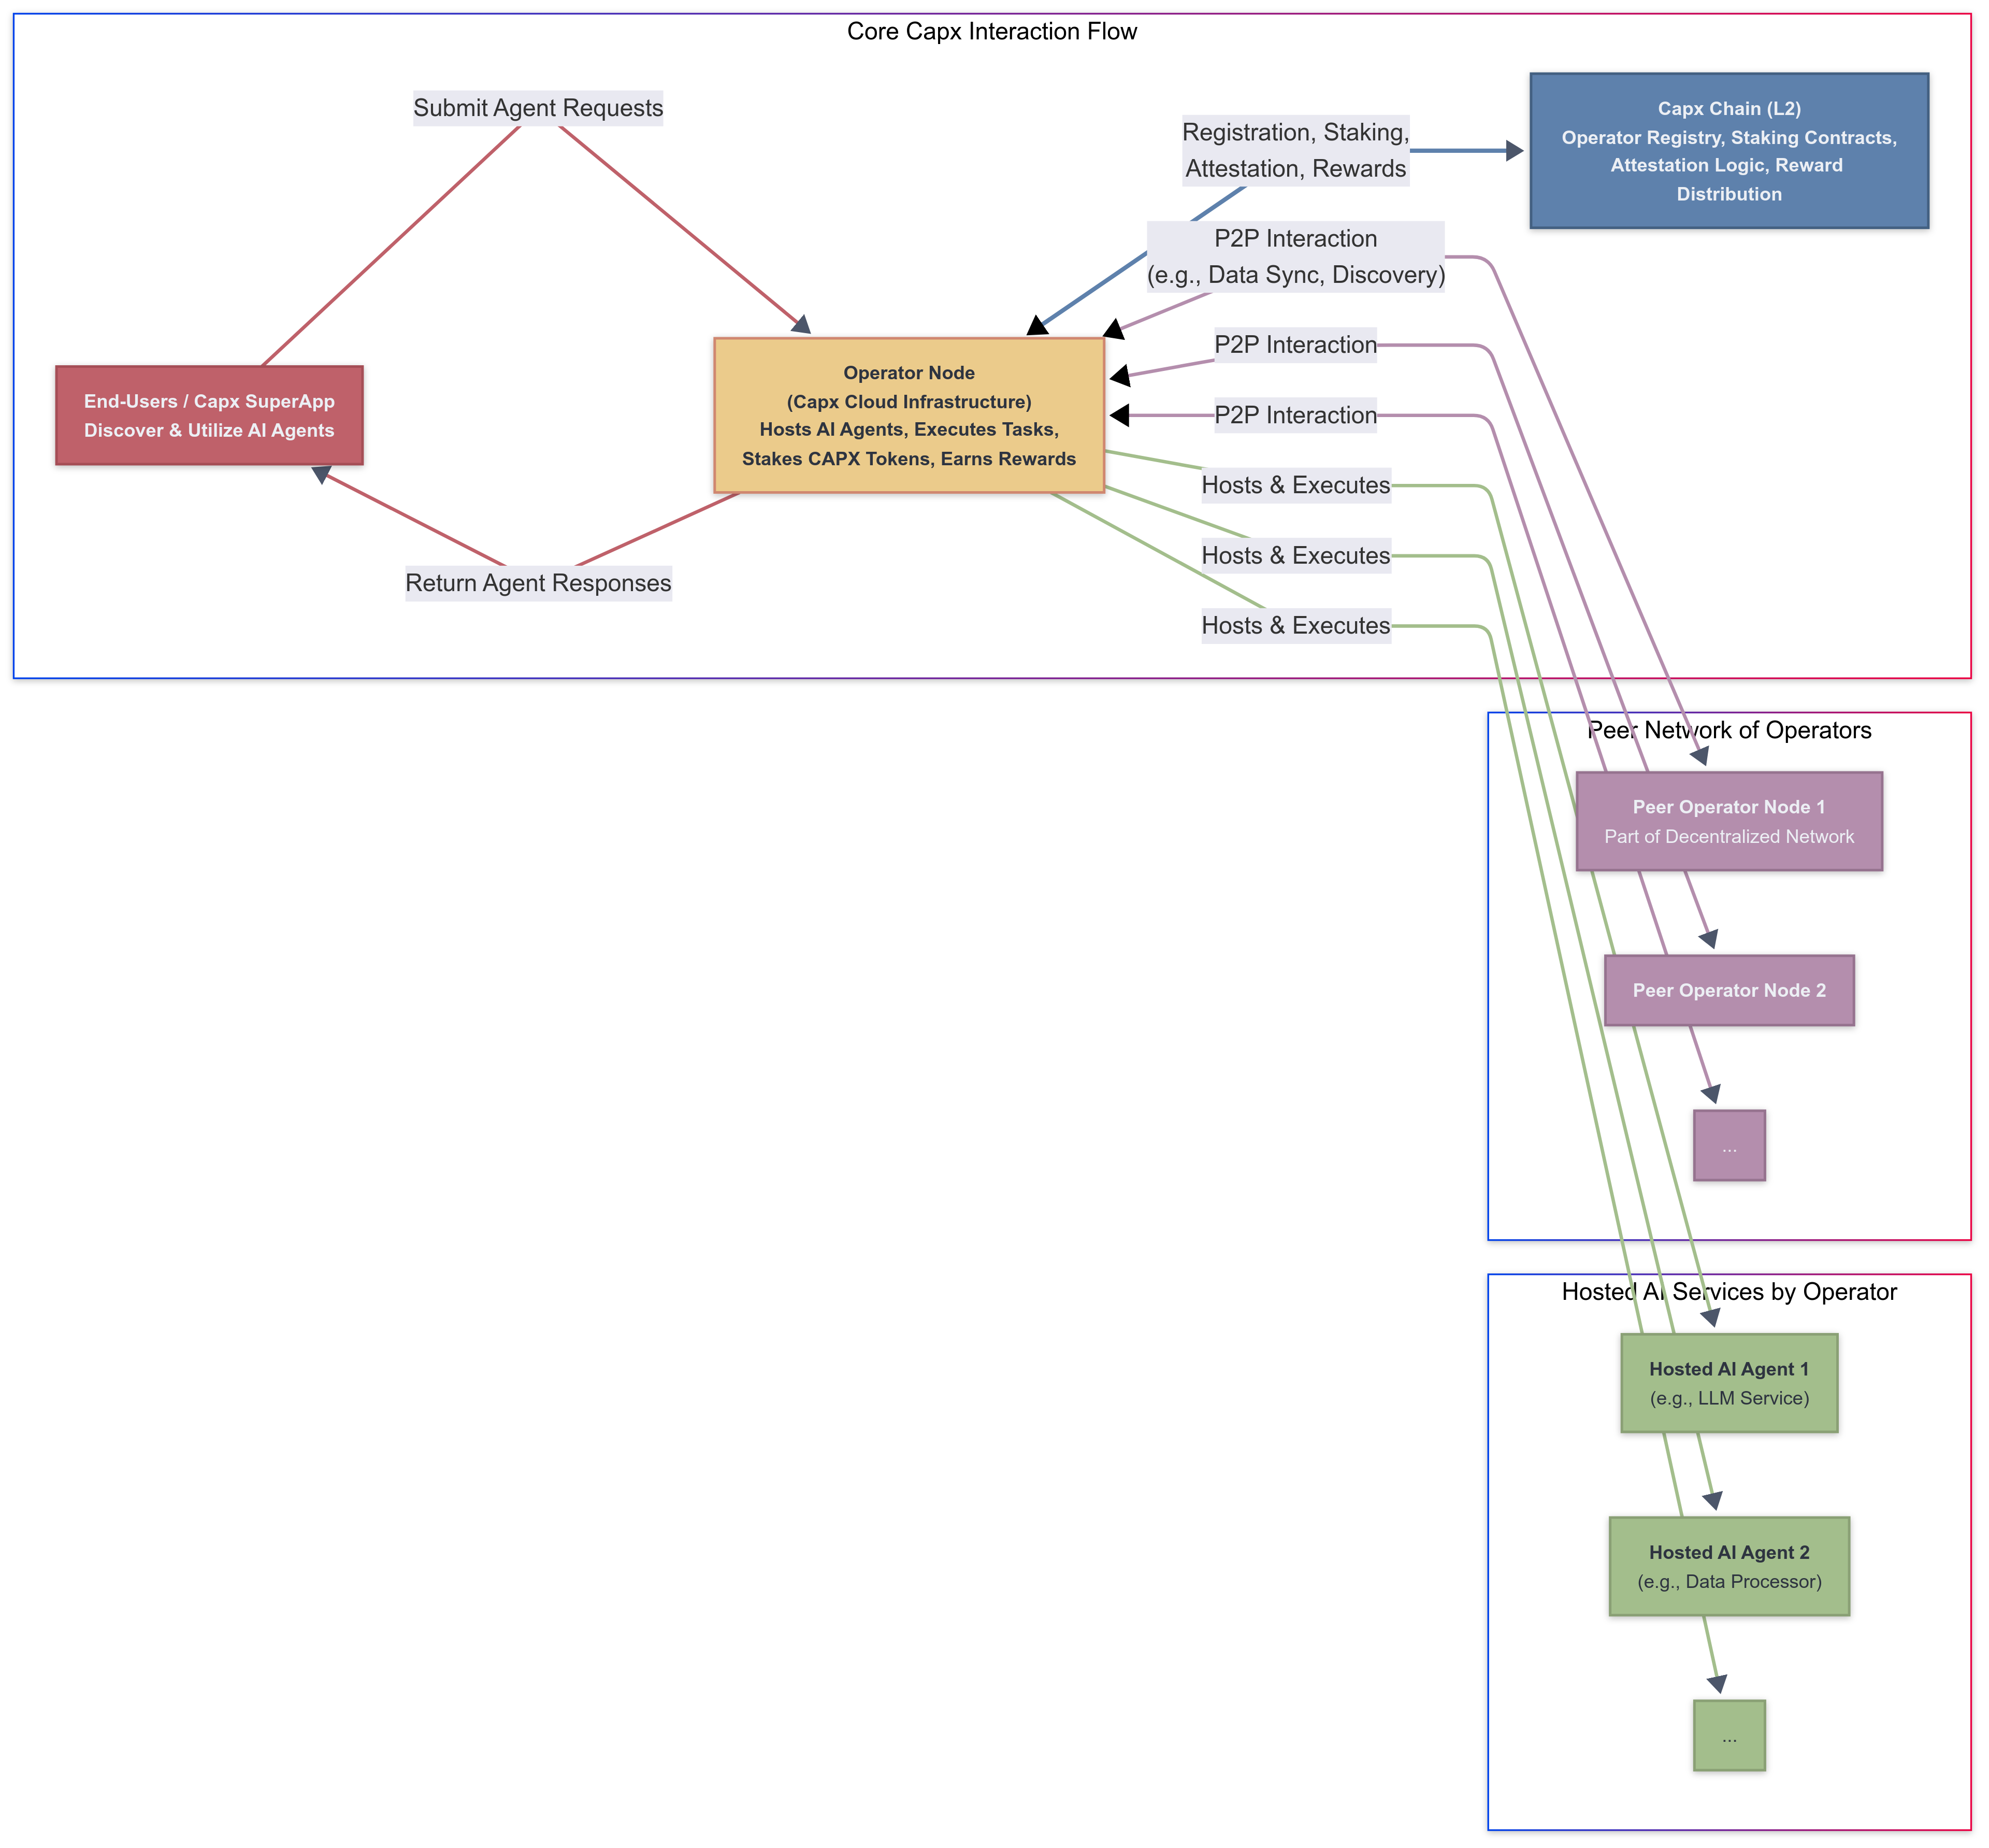 Core Capx Interaction Flow
Submit Agent Requests
Registration, Staking,
Attestation, Rewards
Capx Chain (L2)
Operator Registry, Staking Contracts,
Attestation Logic, Reward
Distribution
P2P Interaction
(e.g., Data Sync, Discovery)
P2P Interaction
P2P Interaction
End-Users / Capx SuperApp
Discover & Utilize AI Agents
Operator Node
(Capx Cloud Infrastructure)
Hosts AI Agents, Executes Tasks,
Stakes CAPX Tokens, Earns Rewards
Hosts & Executes
Hosts & Executes
Hosts & Executes
Return Agent Responses
Peer Network of Operators
Peer Operator Node 1
Part of Decentralized Network
Peer Operator Node 2
...
Hosted AI Services by Operator
Hosted AI Agent 1
(e.g., LLM Service)
Hosted AI Agent 2
(e.g., Data Processor)
...